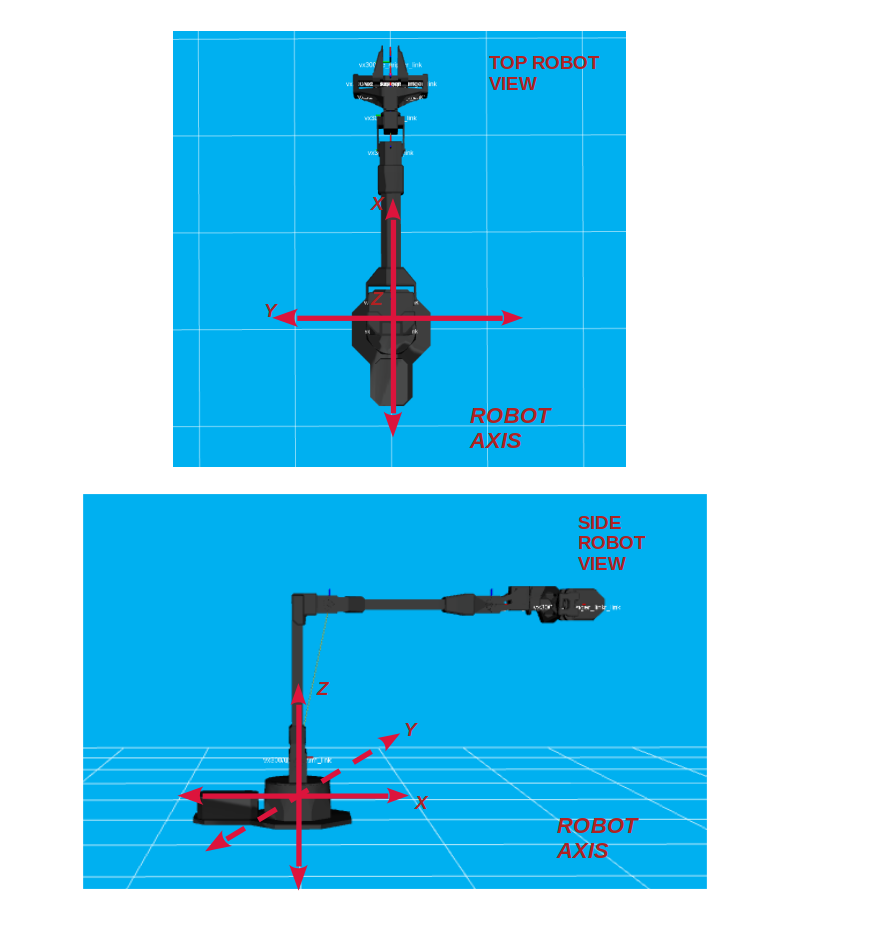 TOP ROBOT
VIEW
X
Z
Y
ROBOT
AXIS
SIDE
ROBOT
VIEW
Z
Y
X
ROBOT
AXIS